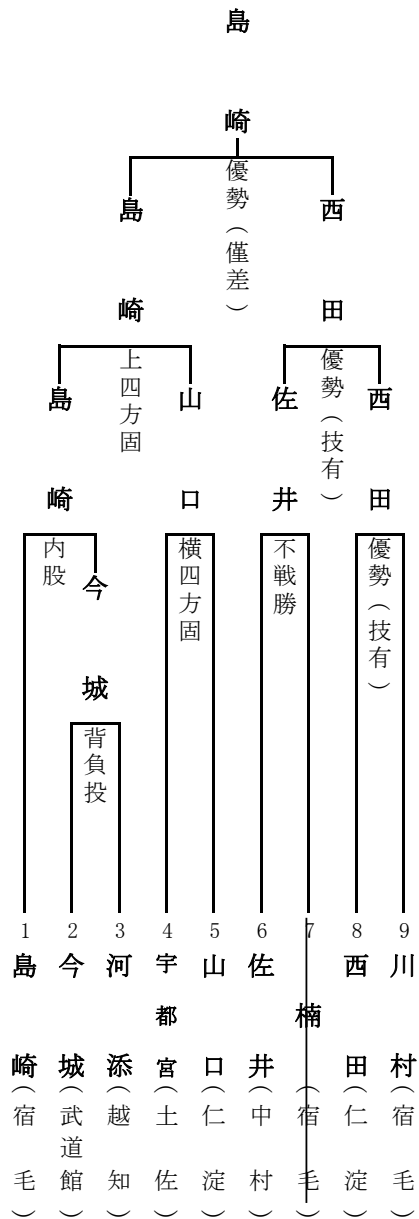 島崎
優勢（僅差）
島崎
西田
上四方固
優勢（技有）
島崎
山口
佐井
西田
内股
横四方固
不戦勝
優勢（技有）
今城
背負投
1 島崎（宿毛）
2 今城（武道館）
3 河添（越知）
4 宇都宮（土佐）
5 山口（仁淀）
6 佐井（中村）
7 楠（宿毛）
8 西田（仁淀）
9 川村（宿毛）